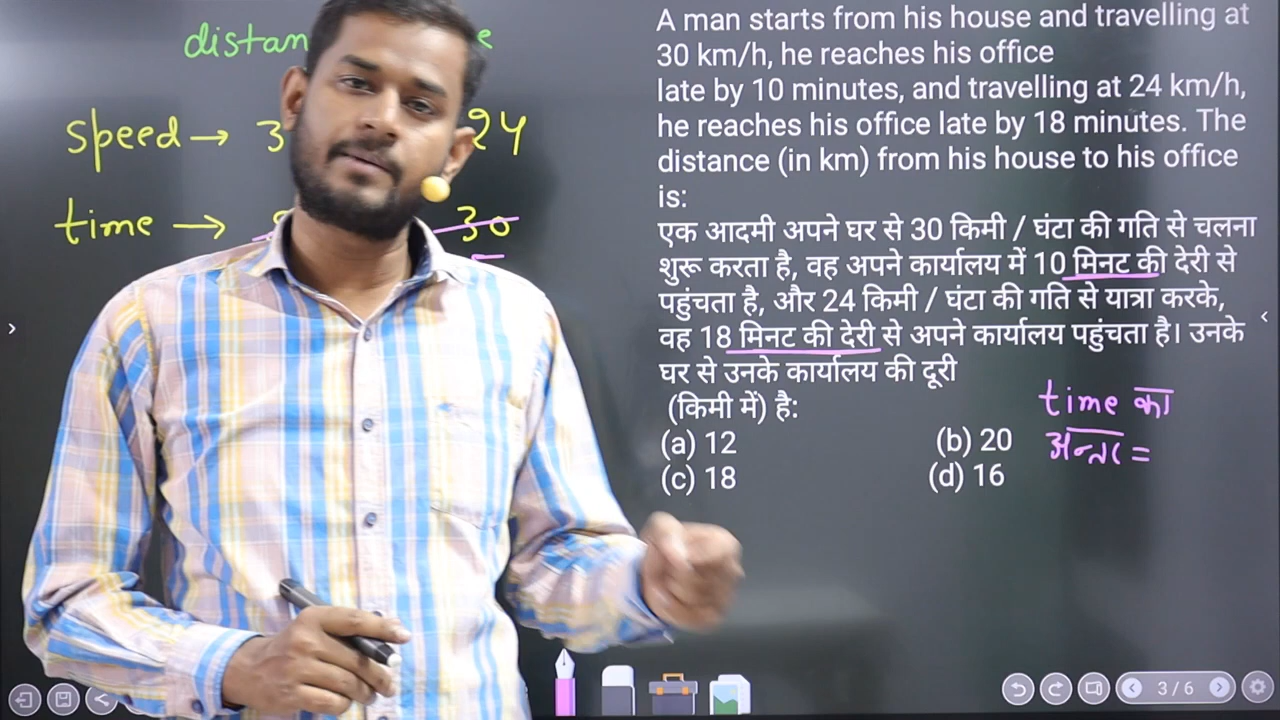 speed → 24
time → 30
A man starts from his house and travelling at
30 km/h, he reaches his office
late by 10 minutes, and travelling at 24 km/h,
he reaches his office late by 18 minutes. The
distance (in km) from his house to his office
is:
एक आदमी अपने घर से 30 किमी / घंटा की गति से चलना
शुरू करता है, वह अपने कार्यालय में 10 मिनट की देरी से
पहुंचता है, और 24 किमी / घंटा की गति से यात्रा करके,
वह 18 मिनट की देरी से अपने कार्यालय पहुंचता है। उनके
घर से उनके कार्यालय की दूरी
(किमी में) है:
(a) 12 (b) 20
(c) 18 (d) 16
time का
अन्तर =
3/6